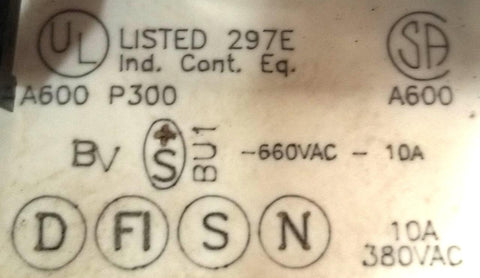 UL LISTED 297E SA
Ind. Cont. Eq.
A600 P300 A600
BV S BU1 -660VAC - 10A
D FI S N 10A
380VAC